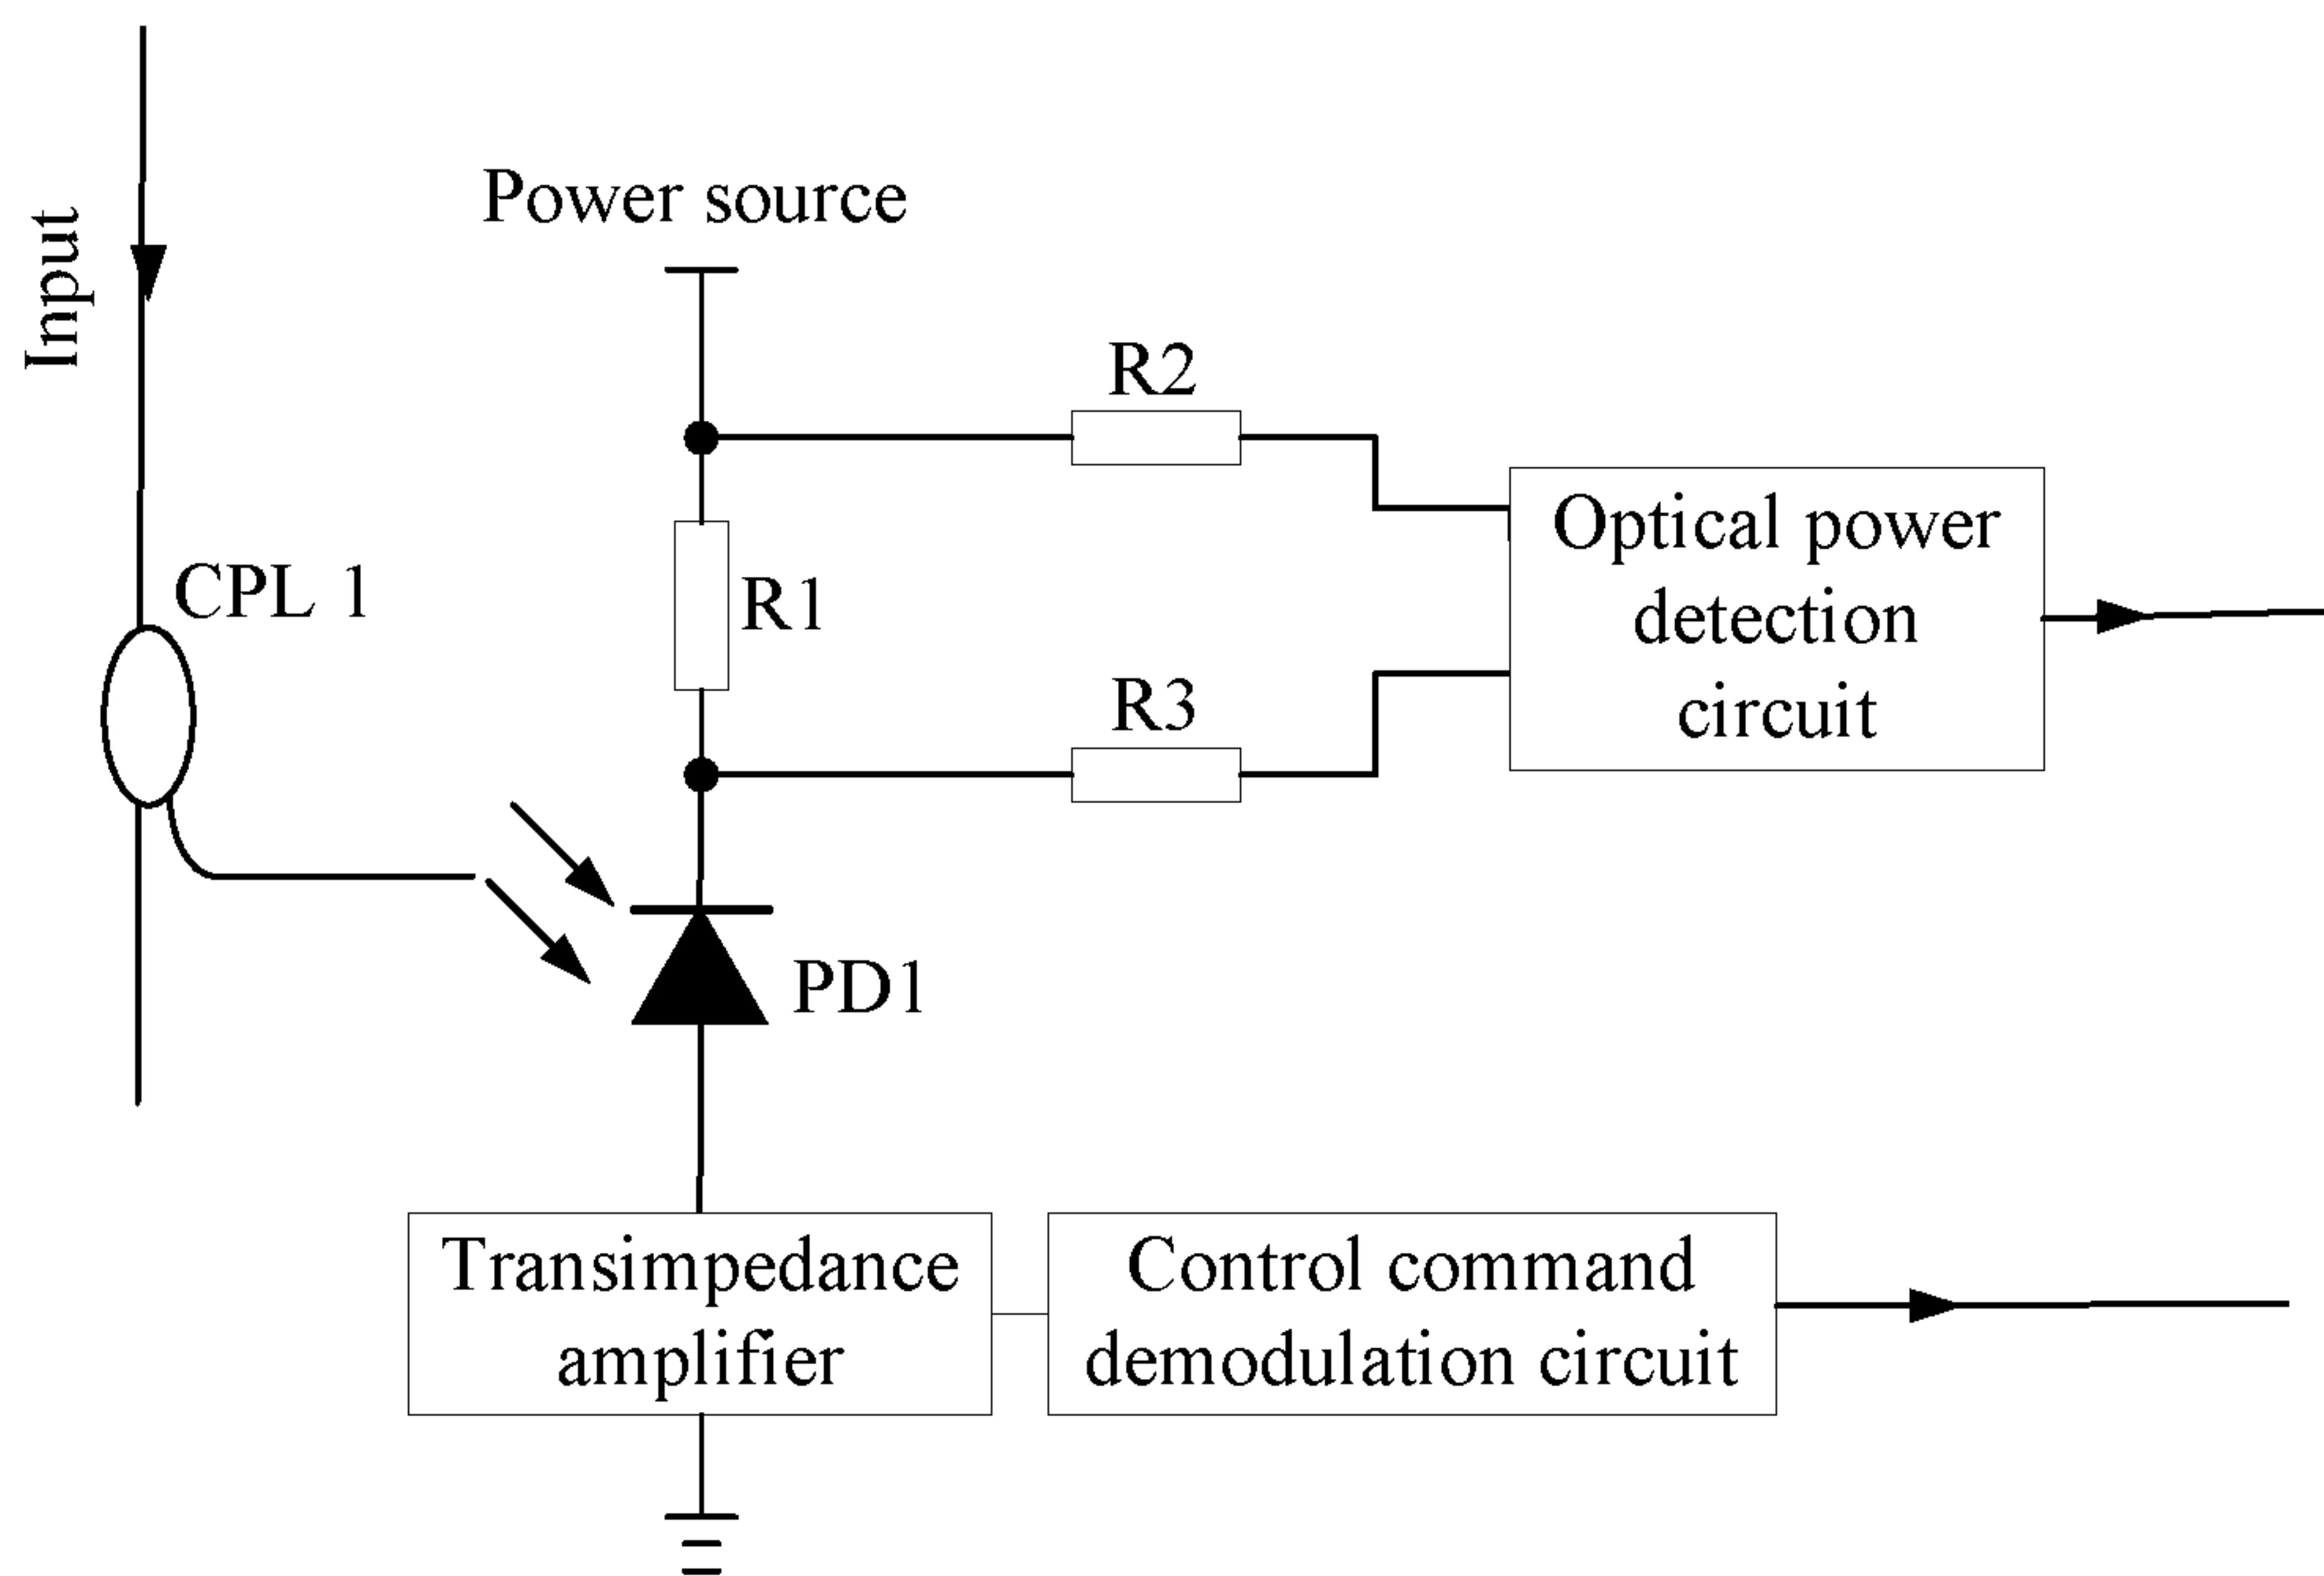 Input
Power source
R2
Optical power
detection
circuit
CPL 1
R1
R3
PD1
Transimpedance
amplifier
Control command
demodulation circuit